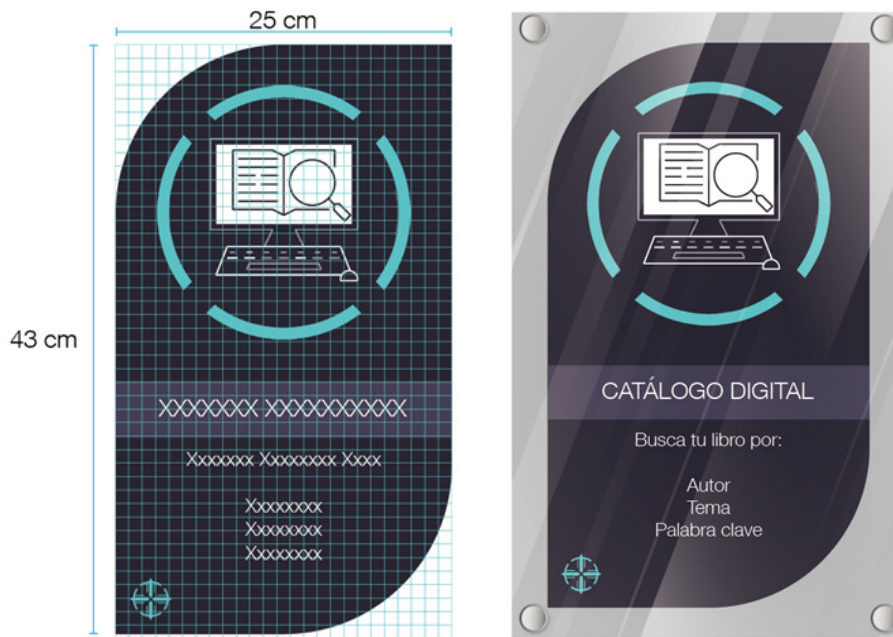 25 cm
43 cm
XXXXXXX XXXXXXXXXX
Xxxxxxx Xxxxxxxx Xxxx
Xxxxxxxx
Xxxxxxxx
Xxxxxxxx
CATÁLOGO DIGITAL
Busca tu libro por:
Autor
Tema
Palabra clave